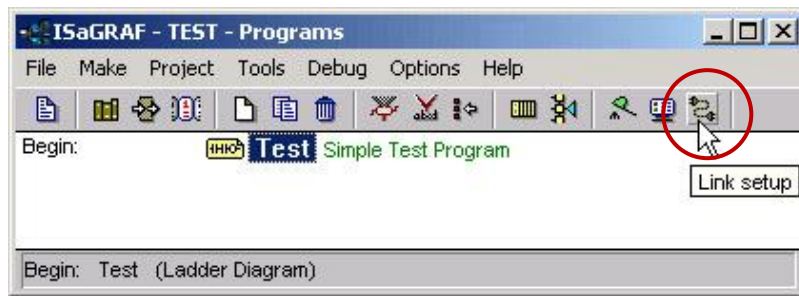 ISaGRAF - TEST - Programs
File Make Project Tools Debug Options Help
Begin: Test Simple Test Program
Link setup
Begin: Test (Ladder Diagram)